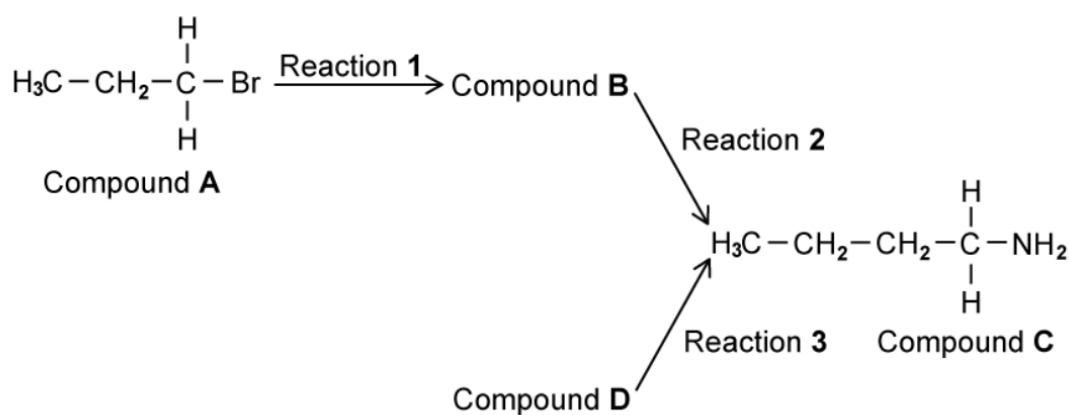 H
H₃C–CH₂–C–Br
H
Compound A
Reaction 1
Compound B
Reaction 2
H
H₃C–CH₂–CH₂–C–NH₂
H
Reaction 3
Compound C
Compound D